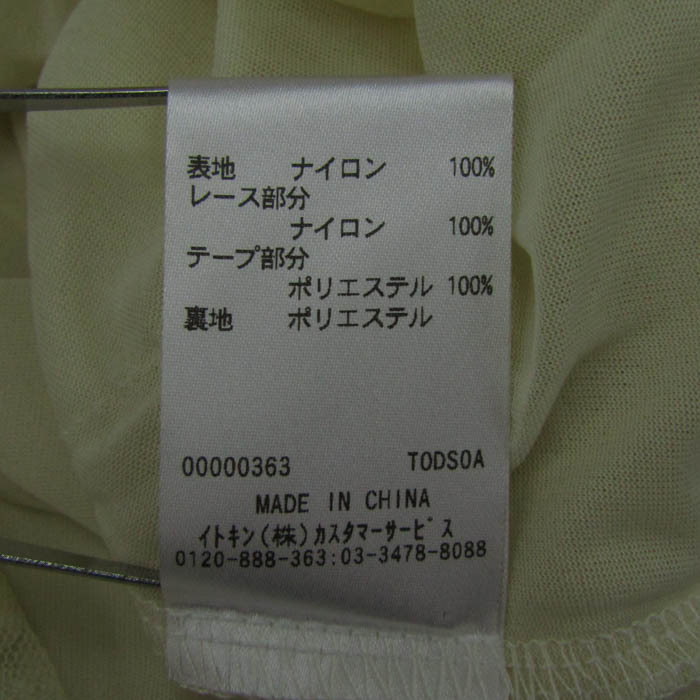 表地 ナイロン 100%
レース部分
ナイロン 100%
テープ部分
ポリエステル 100%
裏地 ポリエステル
00000363 TODS0A
MADE IN CHINA
イトキン(株)カスタマーサービス
0120-888-363:03-3478-8088